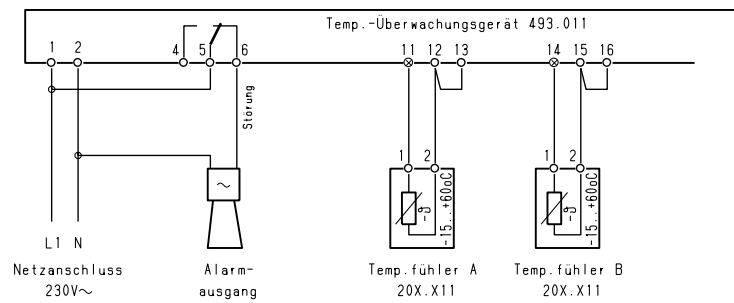 Temp.-Überwachungsgerät 493.011
1 2 4 5 6 11 12 13 14 15 16
Störung
1 2 1 2
~
-ϑ -ϑ
-15..+60oC -15..+60oC
L1 N
Netzanschluss
230V~
Alarm-
ausgang
Temp.fühler A
20X.X11
Temp.fühler B
20X.X11